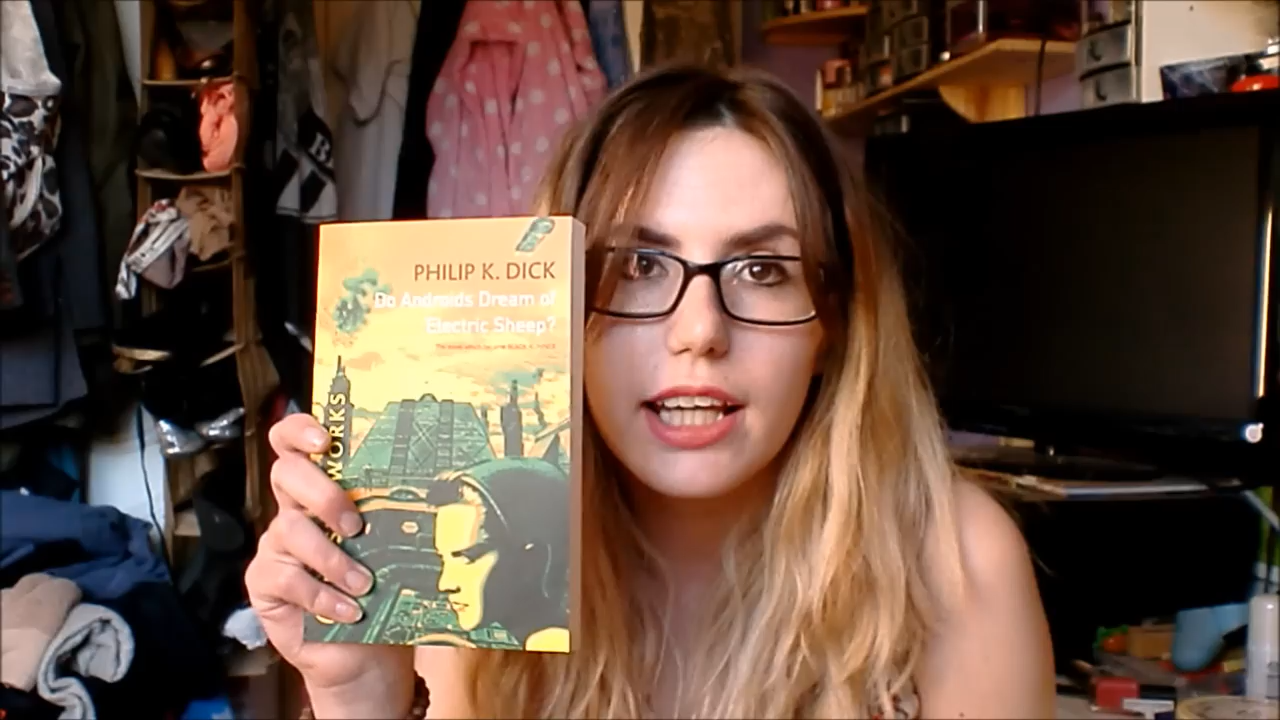 PHILIP K. DICK
Do Androids Dream of
Electric Sheep?
WORKS
B